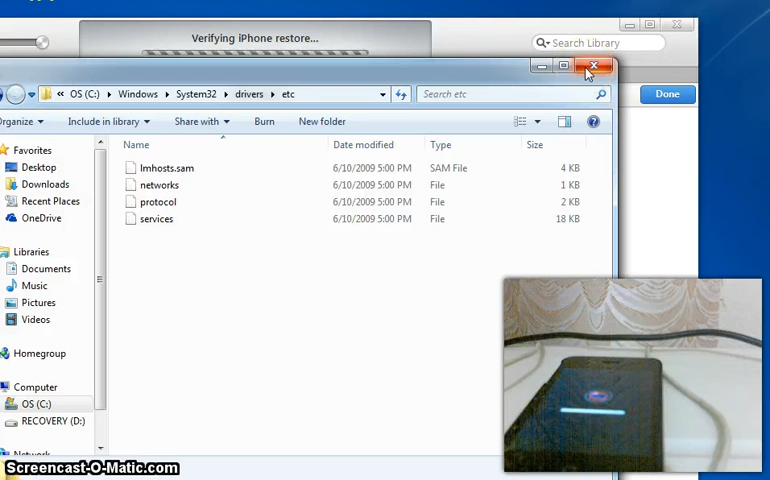 Verifying iPhone restore...
Search Library
OS (C:) Windows System32 drivers etc
Search etc
Done
rganize Include in library Share with Burn New folder
Name Date modified Type Size
Favorites
Desktop
Downloads
Recent Places
OneDrive
Libraries
Documents
Music
Pictures
Videos
Homegroup
Computer
OS (C:)
RECOVERY (D:)
Network
lmhosts.sam 6/10/2009 5:00 PM SAM File 4 KB
networks 6/10/2009 5:00 PM File 1 KB
protocol 6/10/2009 5:00 PM File 2 KB
services 6/10/2009 5:00 PM File 18 KB
Screencast-O-Matic.com